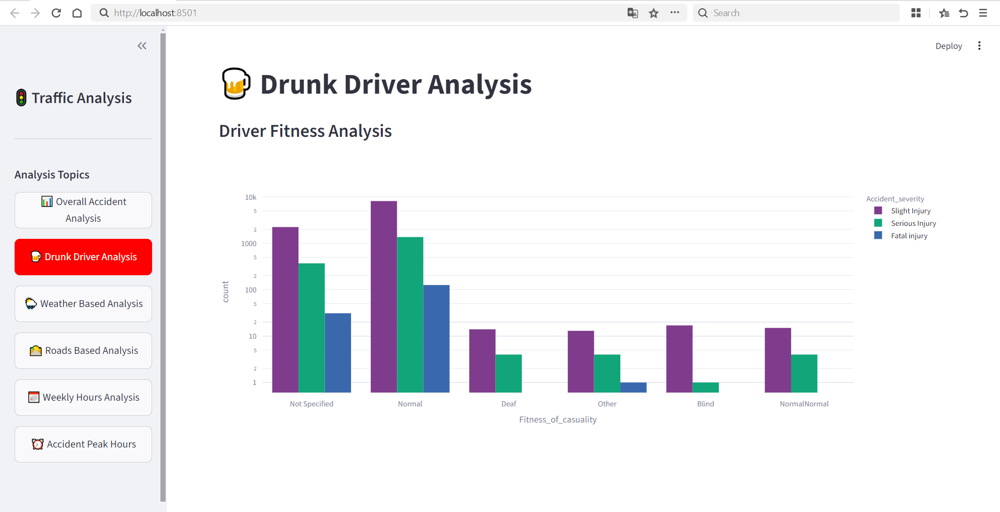 http://localhost:8501
Search
Deploy
Traffic Analysis
Analysis Topics
Overall Accident
Analysis
Drunk Driver Analysis
Weather Based Analysis
Roads Based Analysis
Weekly Hours Analysis
Accident Peak Hours
Drunk Driver Analysis
Driver Fitness Analysis
count
10k
5
2
1000
5
2
100
5
2
10
5
2
1
Not Specified Normal Deaf Other Blind NormalNormal
Fitness_of_casuality
Accident_severity
Slight Injury
Serious Injury
Fatal injury